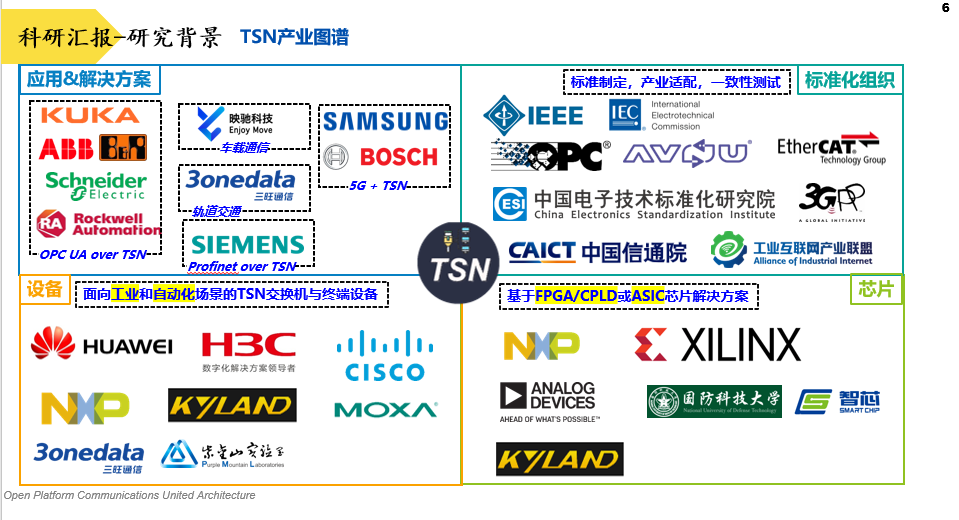 6
科研汇报-研究背景
TSN产业图谱
应用&解决方案
KUKA
ABB B&R
Schneider
Electric
RA Rockwell
Automation
OPC UA over TSN
映驰科技
Enjoy Move
车载通信
3onedata
三旺通信
轨道交通
SIEMENS
Profinet over TSN
SAMSUNG
BOSCH
5G + TSN
标准制定，产业适配，一致性测试
标准化组织
IEEE
IEC International
Electrotechnical
Commission
OPC®
AVNU®
EtherCAT®
Technology Group
CESI 中国电子技术标准化研究院
China Electronics Standardization Institute
3GPP
A GLOBAL INITIATIVE
CAICT 中国信通院
工业互联网产业联盟
Alliance of Industrial Internet
TSN
设备
面向工业和自动化场景的TSN交换机与终端设备
HUAWEI
H3C
数字化解决方案领导者
CISCO
NXP
KYLAND
MOXA®
3onedata
三旺通信
紫金山实验室
Purple Mountain Laboratories
基于FPGA/CPLD或ASIC芯片解决方案
芯片
NXP
XILINX
ANALOG
DEVICES
AHEAD OF WHAT'S POSSIBLE™
国防科技大学
National University of Defense Technology
智芯
SMART CHIP
KYLAND
Open Platform Communications United Architecture